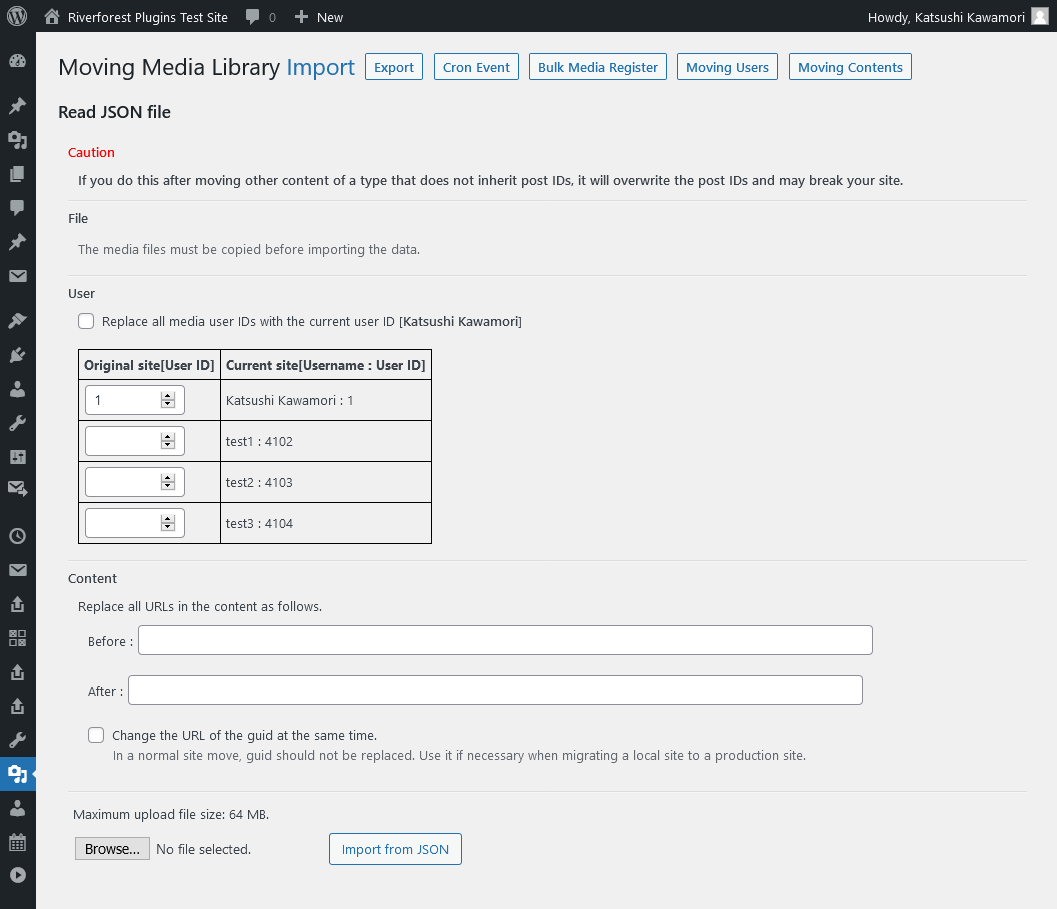 Riverforest Plugins Test Site 0 New Howdy, Katsushi Kawamori
Moving Media Library Import Export Cron Event Bulk Media Register Moving Users Moving Contents
Read JSON file
Caution
If you do this after moving other content of a type that does not inherit post IDs, it will overwrite the post IDs and may break your site.
File
The media files must be copied before importing the data.
User
Replace all media user IDs with the current user ID [Katsushi Kawamori]
Original site[User ID] Current site[Username : User ID]
1 Katsushi Kawamori : 1
test1 : 4102
test2 : 4103
test3 : 4104
Content
Replace all URLs in the content as follows.
Before :
After :
Change the URL of the guid at the same time.
In a normal site move, guid should not be replaced. Use it if necessary when migrating a local site to a production site.
Maximum upload file size: 64 MB.
Browse... No file selected. Import from JSON